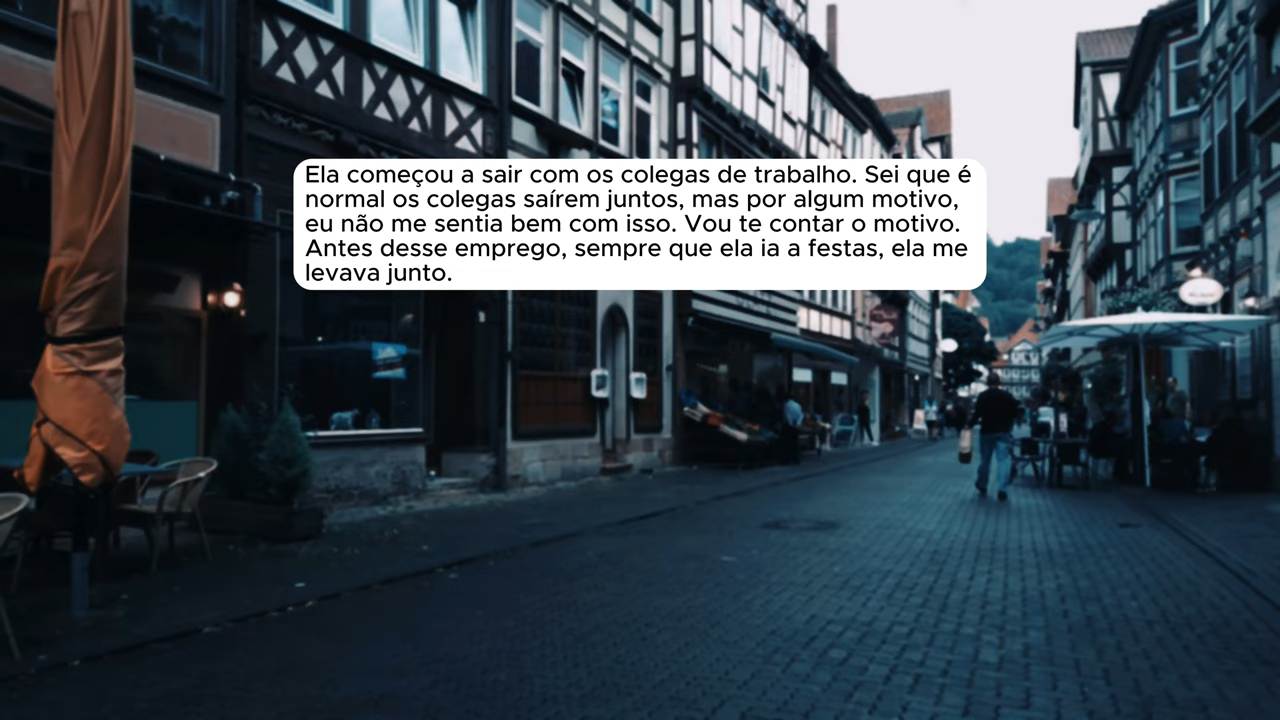 Ela começou a sair com os colegas de trabalho. Sei que é
normal os colegas saírem juntos, mas por algum motivo,
eu não me sentia bem com isso. Vou te contar o motivo.
Antes desse emprego, sempre que ela ia a festas, ela me
levava junto.